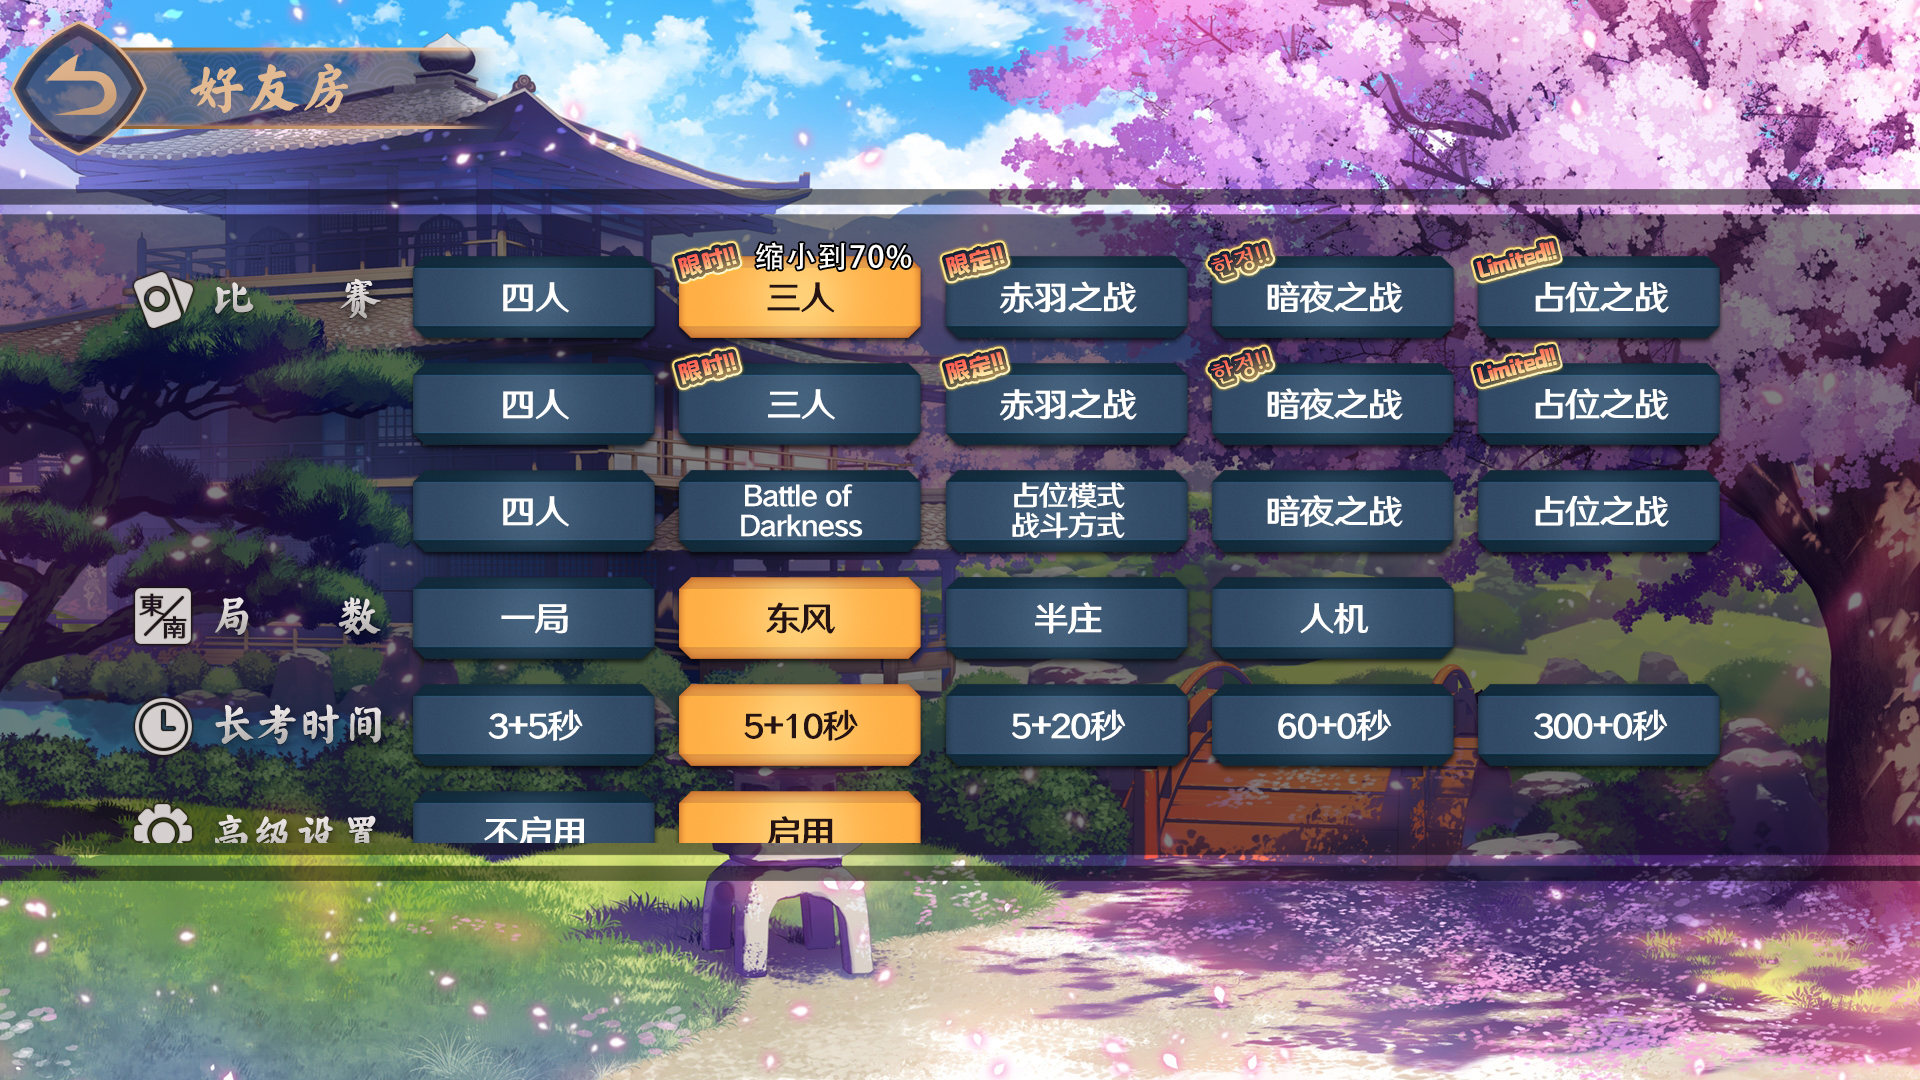 好友房
缩小到70%
限时!! 限定!! 한정!! Limited!!
比赛 四人 三人 赤羽之战 暗夜之战 占位之战
限时!! 限定!! 한정!! Limited!!
四人 三人 赤羽之战 暗夜之战 占位之战
四人 Battle of 占位模式 暗夜之战 占位之战
Darkness 战斗方式
東/南 局数 一局 东风 半庄 人机
长考时间 3+5秒 5+10秒 5+20秒 60+0秒 300+0秒
高级设置 不启用 启用